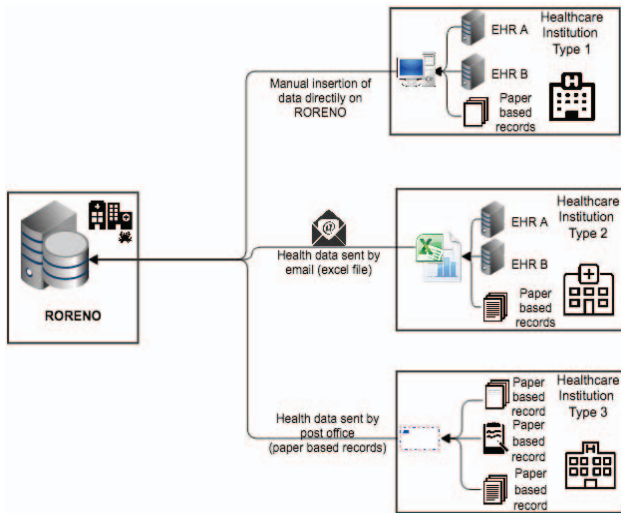 EHR A
Healthcare
Institution
Type 1
EHR B
Paper
based
records
H
Manual insertion of
data directly on
RORENO
RORENO
@
Health data sent by
email (excel file)
X
EHR A
Healthcare
Institution
Type 2
EHR B
Paper
based
records
Health data sent by
post office
(paper based records)
Paper
based
record
Healthcare
Institution
Type 3
Paper
based
record
H
Paper
based
records